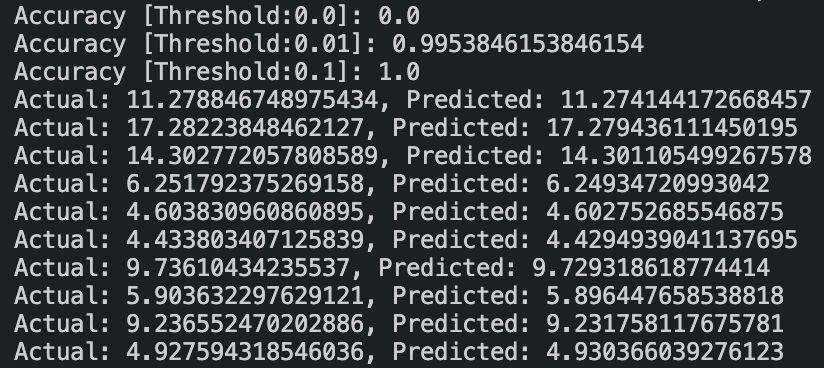 Accuracy [Threshold:0.0]: 0.0
Accuracy [Threshold:0.01]: 0.9953846153846154
Accuracy [Threshold:0.1]: 1.0
Actual: 11.278846748975434, Predicted: 11.274144172668457
Actual: 17.28223848462127, Predicted: 17.279436111450195
Actual: 14.302772057808589, Predicted: 14.301105499267578
Actual: 6.251792375269158, Predicted: 6.24934720993042
Actual: 4.603830960860895, Predicted: 4.602752685546875
Actual: 4.433803407125839, Predicted: 4.4294939041137695
Actual: 9.73610434235537, Predicted: 9.729318618774414
Actual: 5.903632297629121, Predicted: 5.896447658538818
Actual: 9.236552470202886, Predicted: 9.231758117675781
Actual: 4.927594318546036, Predicted: 4.930366039276123